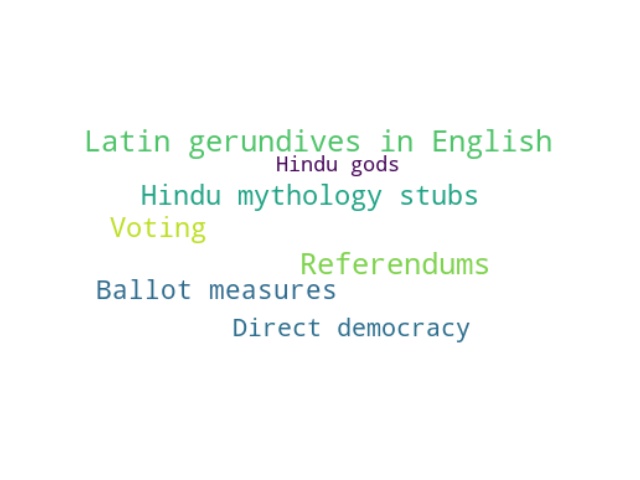 Latin gerundives in English
Hindu gods
Hindu mythology stubs
Voting
Referendums
Ballot measures
Direct democracy